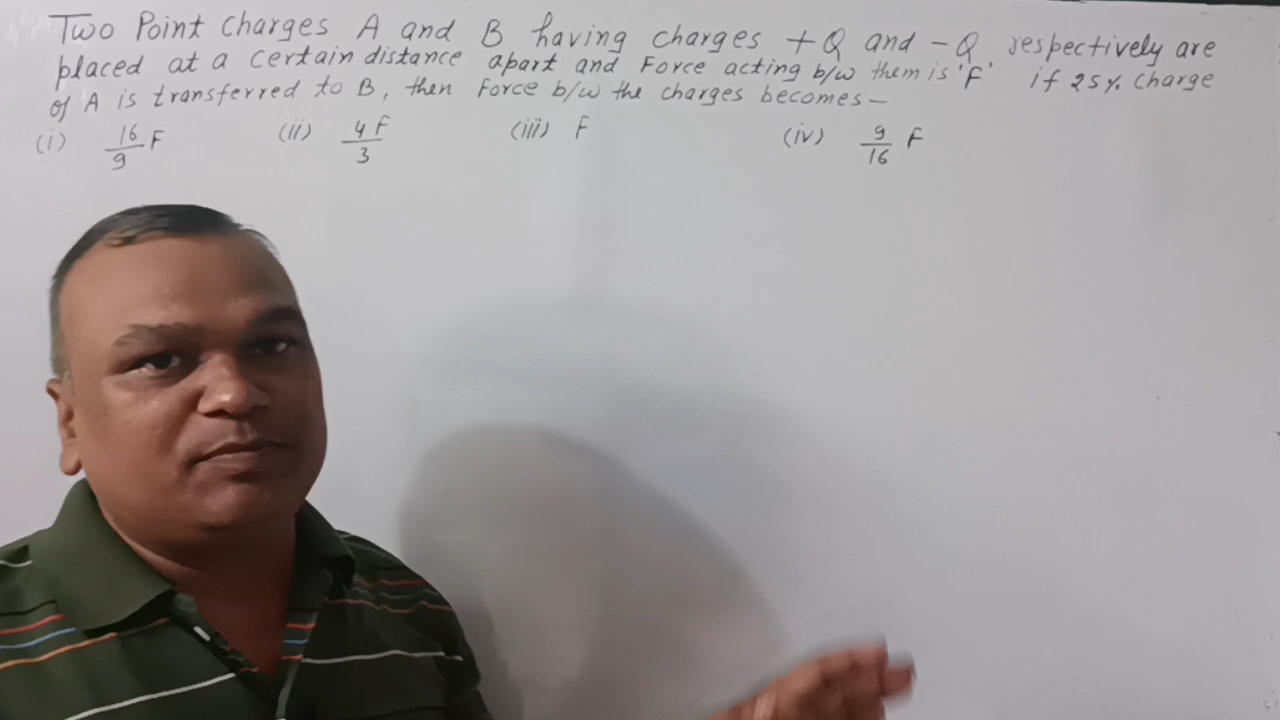 Two Point charges A and B having charges +Q and -Q respectively are
placed at a certain distance apart and Force acting b/w them is 'F' if 25% charge
of A is transferred to B, then Force b/w the charges becomes-
(i) 16/9 F (ii) 4F/3 (iii) F (iv) 9/16 F